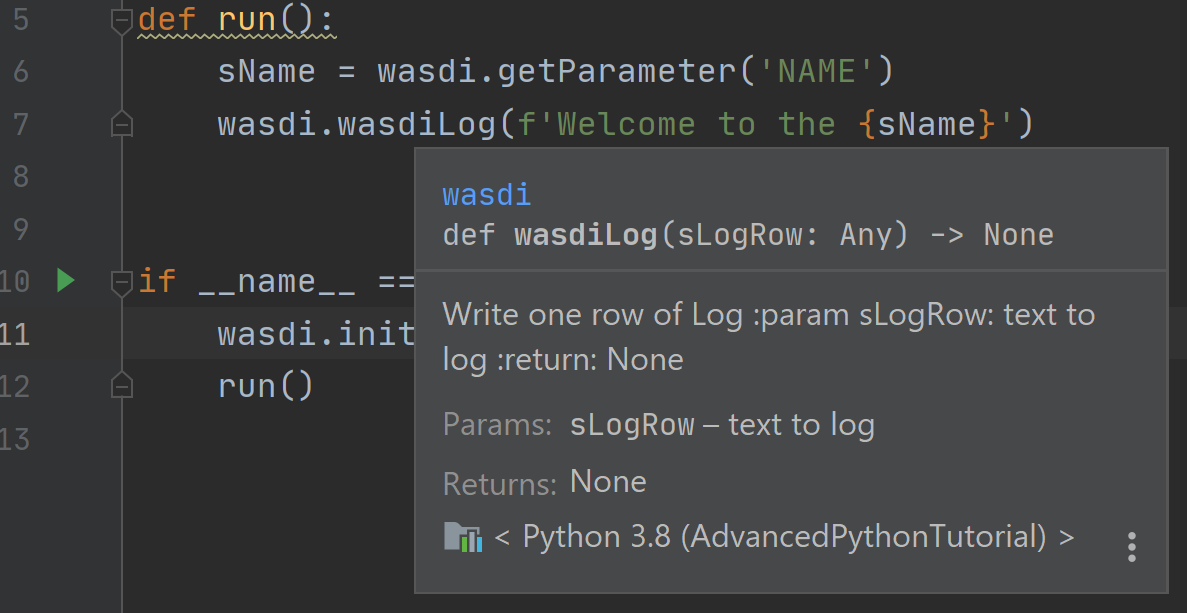 5 def run():
6 sName = wasdi.getParameter('NAME')
7 wasdi.wasdiLog(f'Welcome to the {sName}')
8
9
10 if __name__ ==
11 wasdi.init
12 run()
13
wasdi
def wasdiLog(sLogRow: Any) -> None
Write one row of Log :param sLogRow: text to
log :return: None
Params: sLogRow – text to log
Returns: None
< Python 3.8 (AdvancedPythonTutorial) >